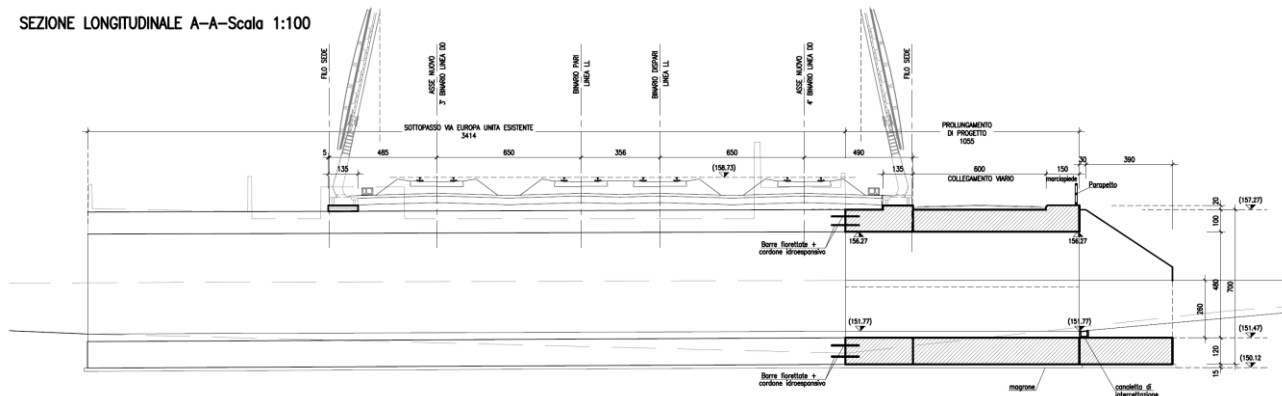 SEZIONE LONGITUDINALE A-A-Scala 1:100
FILO SEDE
ASSE NUOVO
3° BINARIO LINEA DD
BINARIO PARI
LINEA LL
BINARIO DISPARI
LINEA LL
ASSE NUOVO
4° BINARIO LINEA DD
FILO SEDE
SOTTOPASSO VIA EUROPA UNITA ESISTENTE
3414
PROLUNGAMENTO
DI PROGETTO
1055
5
485
650
356
650
490
30
390
135
(158.73)
135
600
150
COLLEGAMENTO VIARIO
marciapiede
Parapetto
20
(157.27)
100
Barre fiorettate +
cordone idroespansivo
156.27
156.27
480
700
260
(151.77)
(151.77)
(151.47)
120
150.12
15
Barre fiorettate +
cordone idroespansivo
magrone
canaletta di
intercettazione